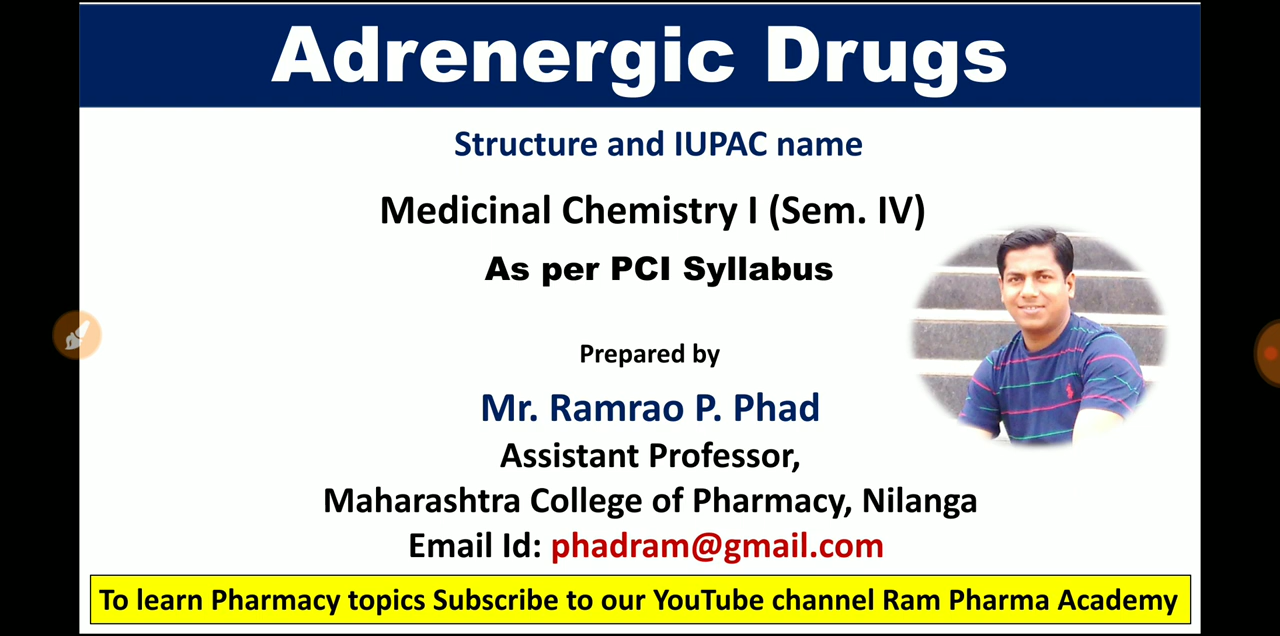 Adrenergic Drugs
Structure and IUPAC name
Medicinal Chemistry I (Sem. IV)
As per PCI Syllabus
Prepared by
Mr. Ramrao P. Phad
Assistant Professor,
Maharashtra College of Pharmacy, Nilanga
Email Id: phadram@gmail.com
To learn Pharmacy topics Subscribe to our YouTube channel Ram Pharma Academy